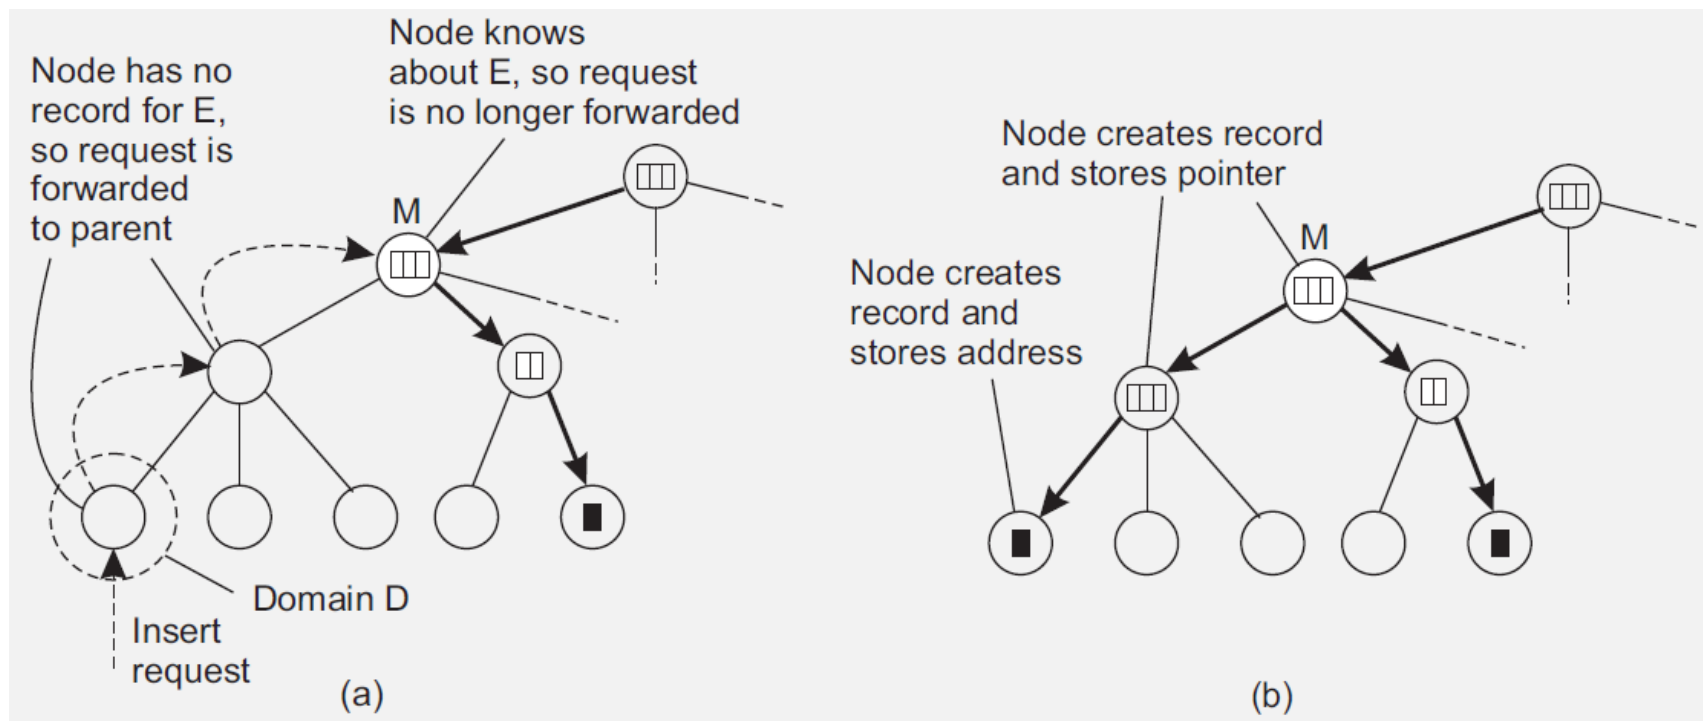 Node has no
record for E,
so request is
forwarded
to parent
Node knows
about E, so request
is no longer forwarded
M
Domain D
Insert
request
(a)
Node creates record
and stores pointer
M
Node creates
record and
stores address
(b)